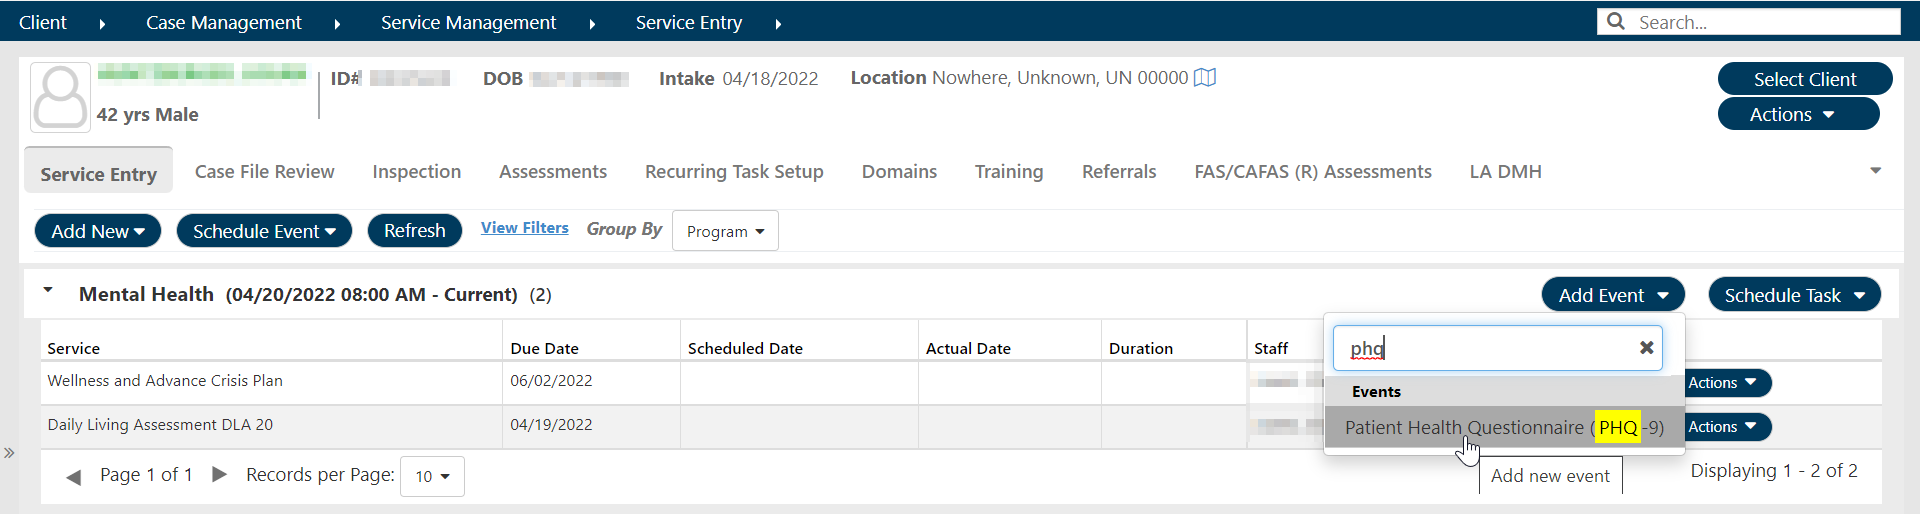 Client Case Management Service Management Service Entry Search...
ID# DOB Intake 04/18/2022 Location Nowhere, Unknown, UN 00000 Select Client
42 yrs Male Actions
Service Entry Case File Review Inspection Assessments Recurring Task Setup Domains Training Referrals FAS/CAFAS (R) Assessments LA DMH
Add New Schedule Event Refresh View Filters Group By Program
Mental Health (04/20/2022 08:00 AM - Current) (2) Add Event Schedule Task
Service Due Date Scheduled Date Actual Date Duration Staff phq
Wellness and Advance Crisis Plan 06/02/2022 Events Actions
Daily Living Assessment DLA 20 04/19/2022 Patient Health Questionnaire (PHQ-9) Actions
Page 1 of 1 Records per Page: 10 Add new event Displaying 1 - 2 of 2